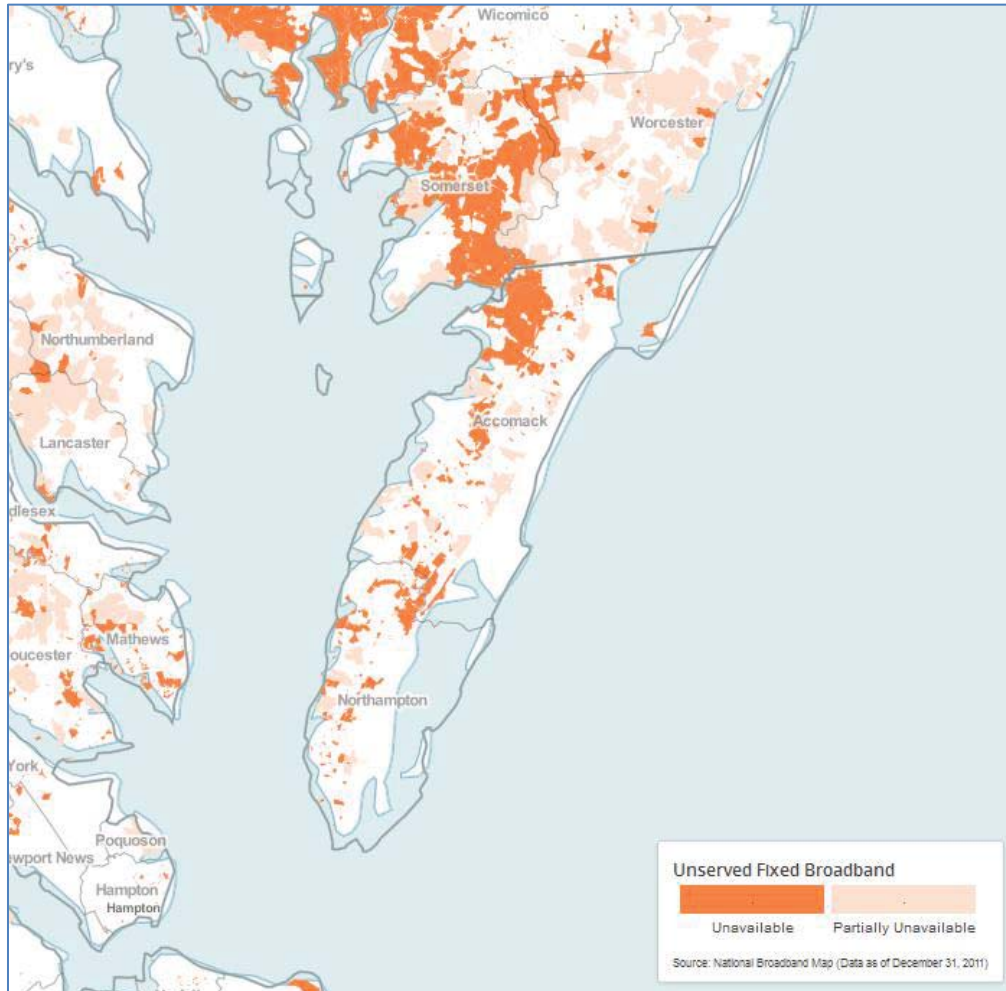 Wicomico
ry's
Worcester
Somerset
Northumberland
Accomack
Lancaster
dlesex
Mathews
oucester
Northampton
York
Poquoson
ewport News
Hampton
Hampton
Unserved Fixed Broadband
Unavailable Partially Unavailable
Source: National Broadband Map (Data as of December 31, 2011)